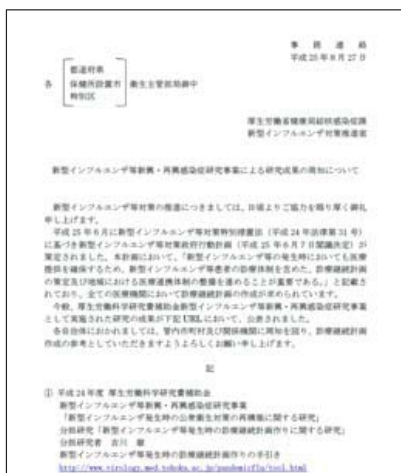 事 務 連 絡
平成25年8月27日
都道府県
各 保健所設置市 衛生主管部局御中
特別区
厚生労働省健康局結核感染症課
新型インフルエンザ対策推進室
新型インフルエンザ等新興・再興感染症研究事業による研究成果の周知について
新型インフルエンザ等対策の推進につきましては、日頃よりご協力を賜り厚く御礼
申し上げます。
平成25年6月に新型インフルエンザ等対策特別措置法(平成24年法律第31号)
に基づき新型インフルエンザ等対策政府行動計画(平成25年6月7日閣議決定)が
策定されました。本計画において、「新型インフルエンザ等の発生時においても医療
提供を確保するため、新型インフルエンザ等患者の診療体制を含めた、診療継続計画
の策定及び地域における医療連携体制の整備を進めることが重要である。」と記載さ
れており、全ての医療機関において診療継続計画の作成が求められています。
今般、厚生労働科学研究費補助金新型インフルエンザ等新興・再興感染症研究事業
として実施された研究の成果が下記URLにおいて、公表されました。
各自治体におかれましては、管内市町村及び関係機関に周知を図り、診療継続計画
作成の参考としていただきますようよろしくお願い申し上げます。
記
① 平成24年度 厚生労働科学研究費補助金
新型インフルエンザ等新興・再興感染症研究事業
「新型インフルエンザ発生時の公衆衛生対策の再構築に関する研究」
分担研究「新型インフルエンザ等発生時の診療継続計画作りに関する研究」
分担研究者 吉川 徹
新型インフルエンザ等発生時の診療継続計画作りの手引き
http://www.virology.med.tohoku.ac.jp/pandemicflu/tool.html